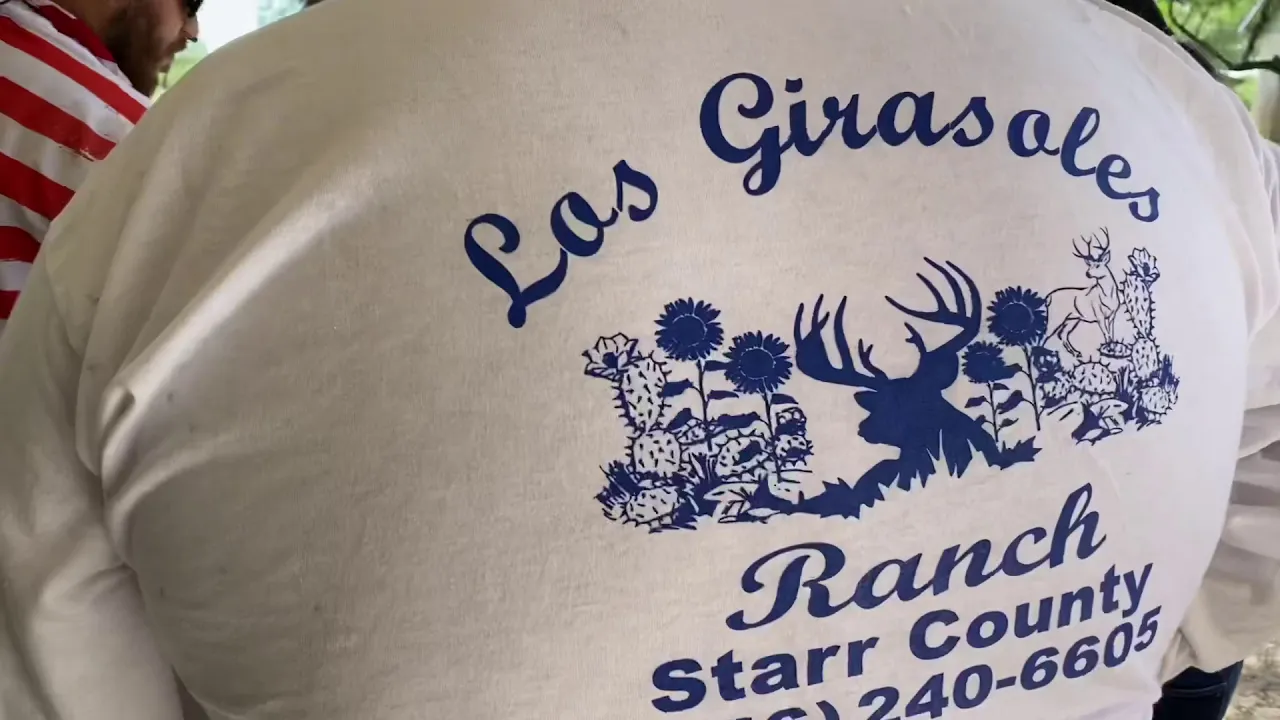 Los Girasoles
Ranch
Starr County
240-6605